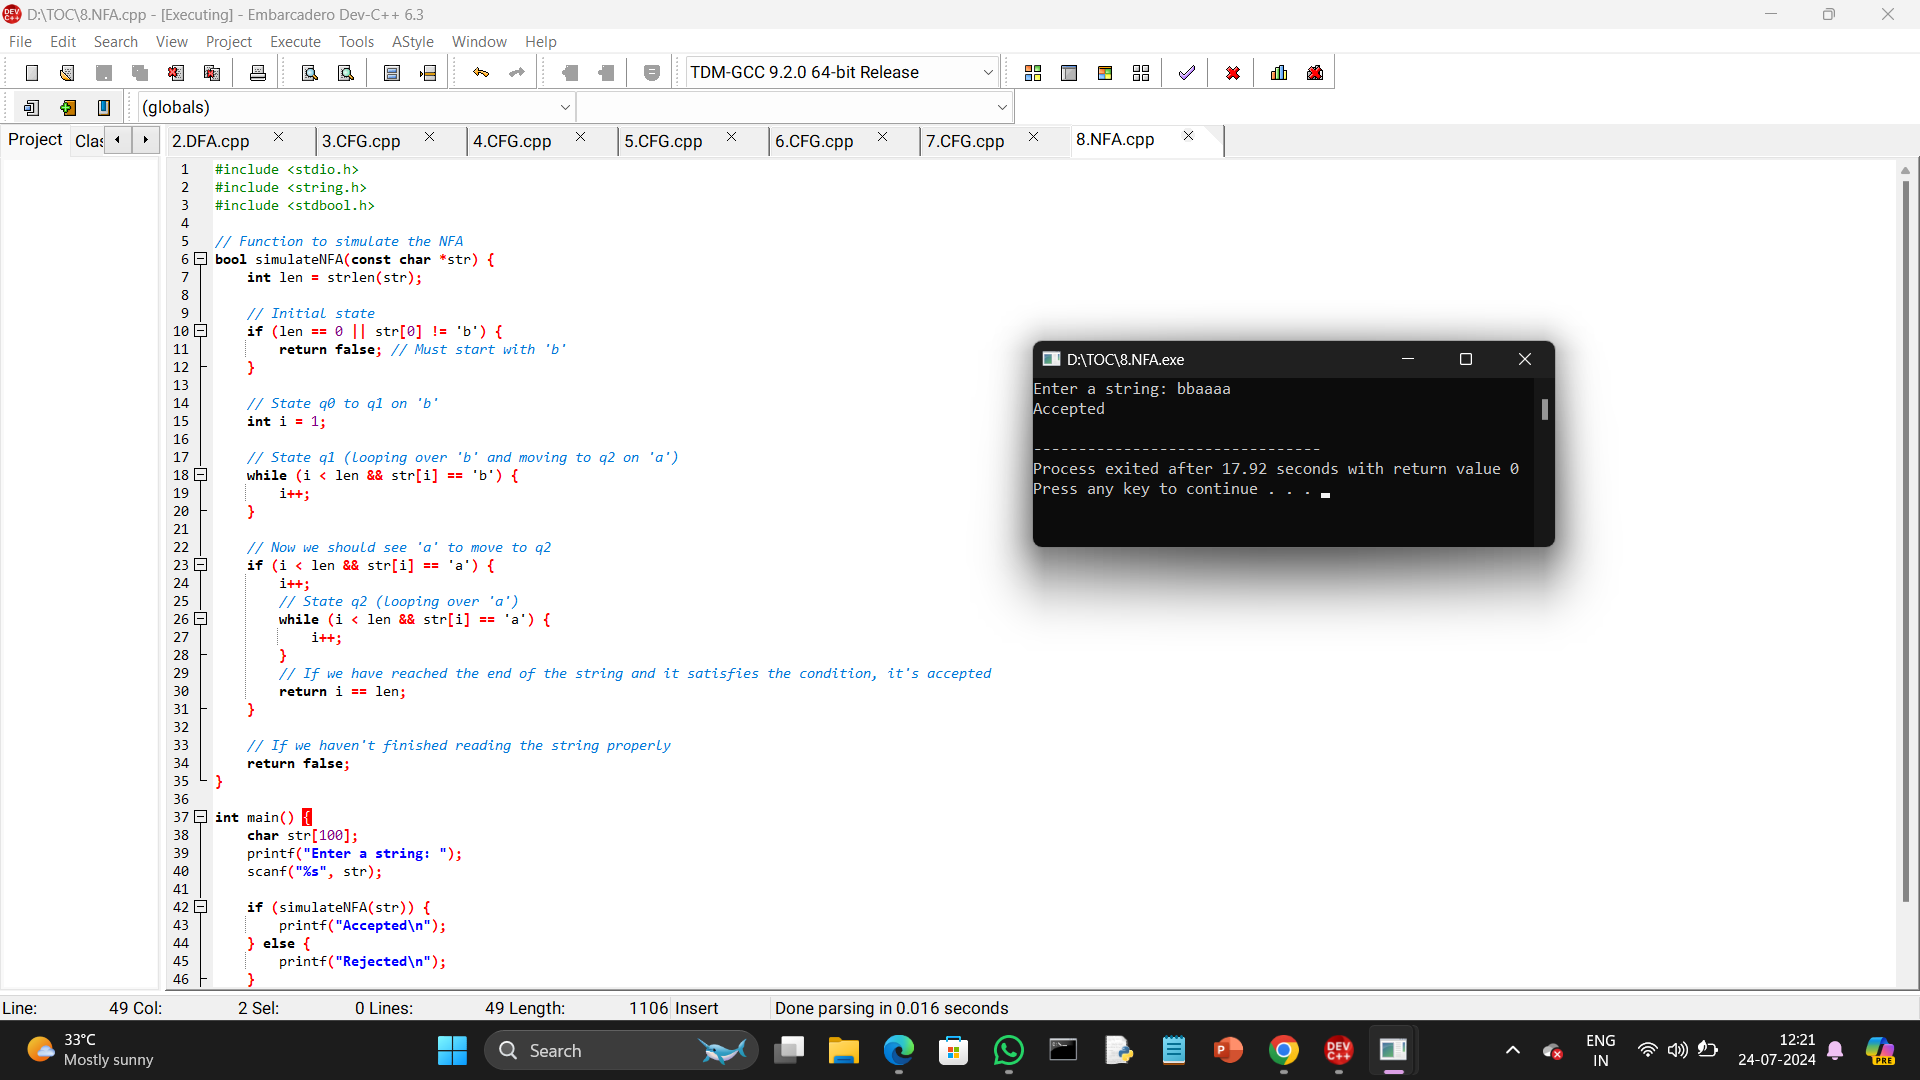 D:\TOC\8.NFA.cpp - [Executing] - Embarcadero Dev-C++ 6.3
File Edit Search View Project Execute Tools AStyle Window Help
TDM-GCC 9.2.0 64-bit Release
(globals)
Project Clas 2.DFA.cpp 3.CFG.cpp 4.CFG.cpp 5.CFG.cpp 6.CFG.cpp 7.CFG.cpp 8.NFA.cpp
1 #include <stdio.h>
2 #include <string.h>
3 #include <stdbool.h>
4
5 // Function to simulate the NFA
6 bool simulateNFA(const char *str) {
7 int len = strlen(str);
8
9 // Initial state
10 if (len == 0 || str[0] != 'b') {
11 return false; // Must start with 'b'
12 }
13
14 // State q0 to q1 on 'b'
15 int i = 1;
16
17 // State q1 (looping over 'b' and moving to q2 on 'a')
18 while (i < len && str[i] == 'b') {
19 i++;
20 }
21
22 // Now we should see 'a' to move to q2
23 if (i < len && str[i] == 'a') {
24 i++;
25 // State q2 (looping over 'a')
26 while (i < len && str[i] == 'a') {
27 i++;
28 }
29 // If we have reached the end of the string and it satisfies the condition, it's accepted
30 return i == len;
31 }
32
33 // If we haven't finished reading the string properly
34 return false;
35 }
36
37 int main() {
38 char str[100];
39 printf("Enter a string: ");
40 scanf("%s", str);
41
42 if (simulateNFA(str)) {
43 printf("Accepted\n");
44 } else {
45 printf("Rejected\n");
46 }
D:\TOC\8.NFA.exe
Enter a string: bbaaaa
Accepted
--------------------------------
Process exited after 17.92 seconds with return value 0
Press any key to continue . . .
Line: 49 Col: 2 Sel: 0 Lines: 49 Length: 1106 Insert Done parsing in 0.016 seconds
33°C
Mostly sunny
Search
DEV C++
PRE
ENG
IN
12:21
24-07-2024